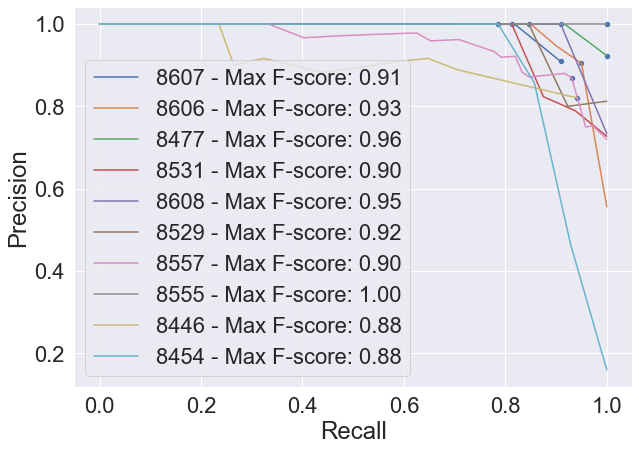 1.0
0.8
0.6
0.4
0.2
Precision
8607 - Max F-score: 0.91
8606 - Max F-score: 0.93
8477 - Max F-score: 0.96
8531 - Max F-score: 0.90
8608 - Max F-score: 0.95
8529 - Max F-score: 0.92
8557 - Max F-score: 0.90
8555 - Max F-score: 1.00
8446 - Max F-score: 0.88
8454 - Max F-score: 0.88
0.0 0.2 0.4 0.6 0.8 1.0
Recall